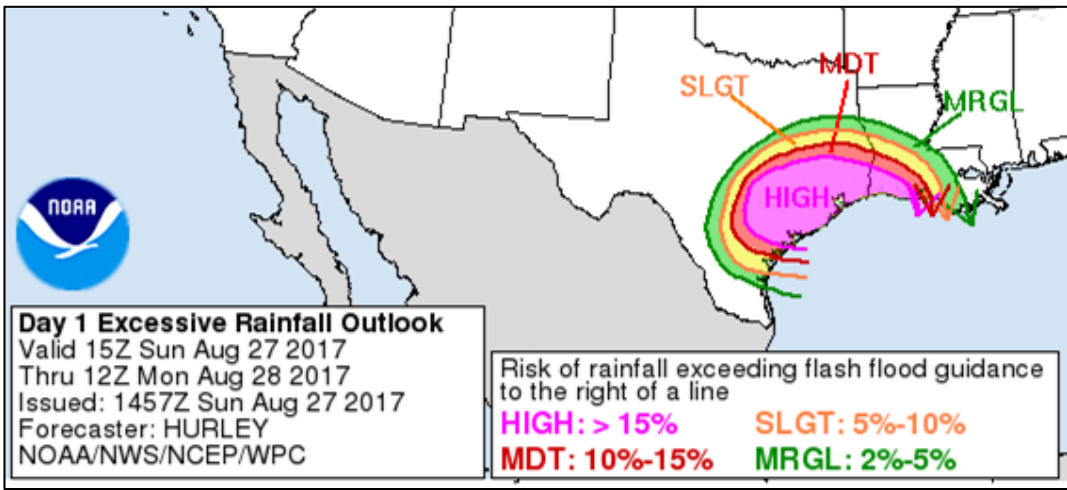 MDT
SLGT
MRGL
HIGH
NOAA
Day 1 Excessive Rainfall Outlook
Valid 15Z Sun Aug 27 2017
Thru 12Z Mon Aug 28 2017
Issued: 1457Z Sun Aug 27 2017
Forecaster: HURLEY
NOAA/NWS/NCEP/WPC
Risk of rainfall exceeding flash flood guidance
to the right of a line
HIGH: > 15% SLGT: 5%-10%
MDT: 10%-15% MRGL: 2%-5%